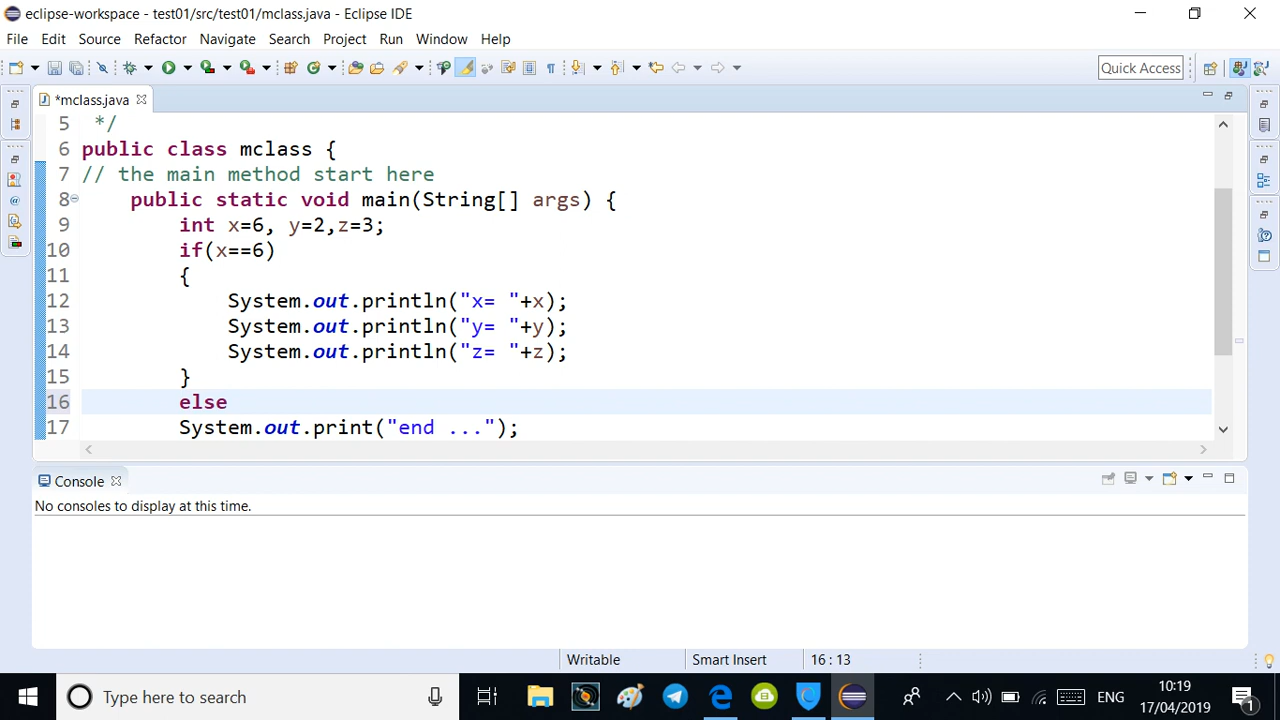 eclipse-workspace - test01/src/test01/mclass.java - Eclipse IDE
File Edit Source Refactor Navigate Search Project Run Window Help
Quick Access
*mclass.java
5 */
6 public class mclass {
7 // the main method start here
8 public static void main(String[] args) {
9 int x=6, y=2,z=3;
10 if(x==6)
11 {
12 System.out.println("x= "+x);
13 System.out.println("y= "+y);
14 System.out.println("z= "+z);
15 }
16 else
17 System.out.print("end ...");
Console
No consoles to display at this time.
Writable Smart Insert 16 : 13
Type here to search
ENG
10:19
17/04/2019
1